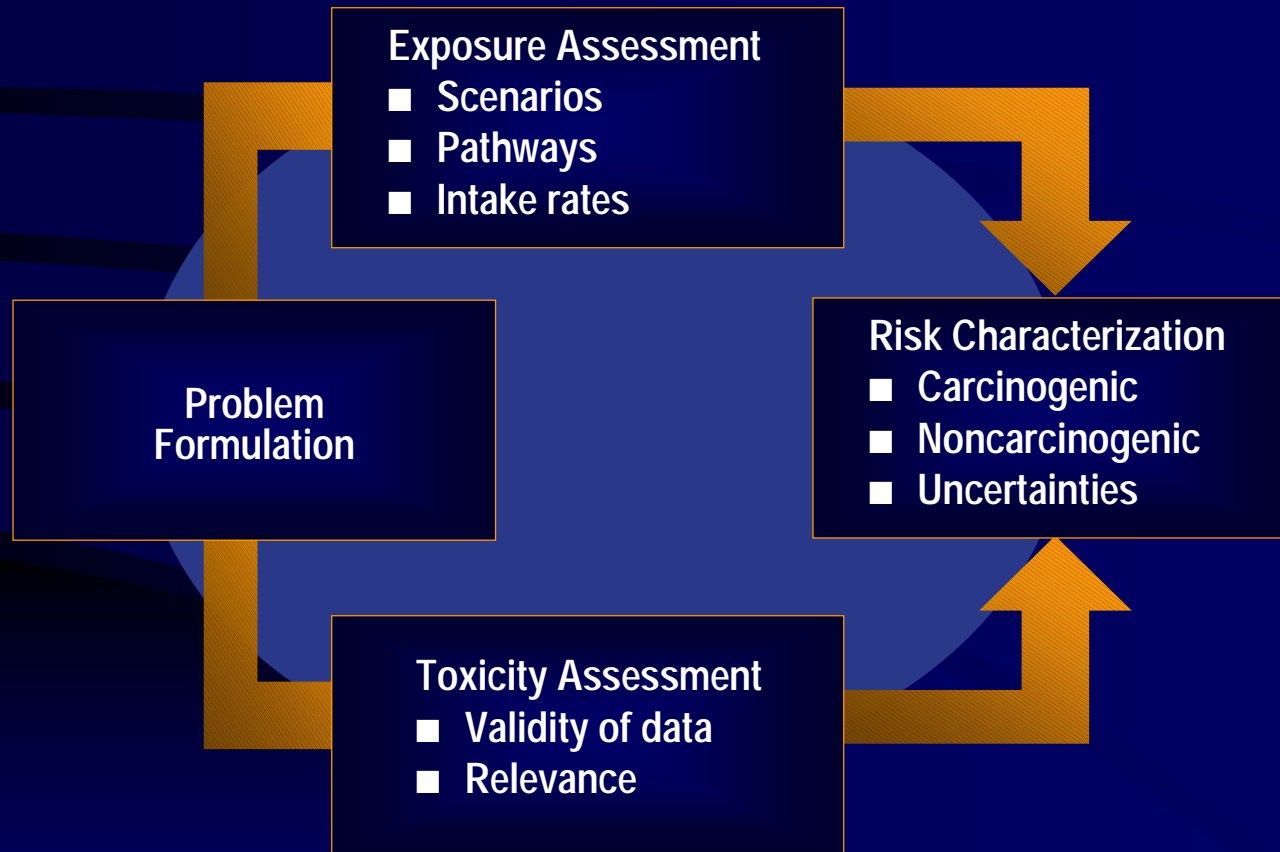 Exposure Assessment
■ Scenarios
■ Pathways
■ Intake rates
Problem
Formulation
Risk Characterization
■ Carcinogenic
■ Noncarcinogenic
■ Uncertainties
Toxicity Assessment
■ Validity of data
■ Relevance